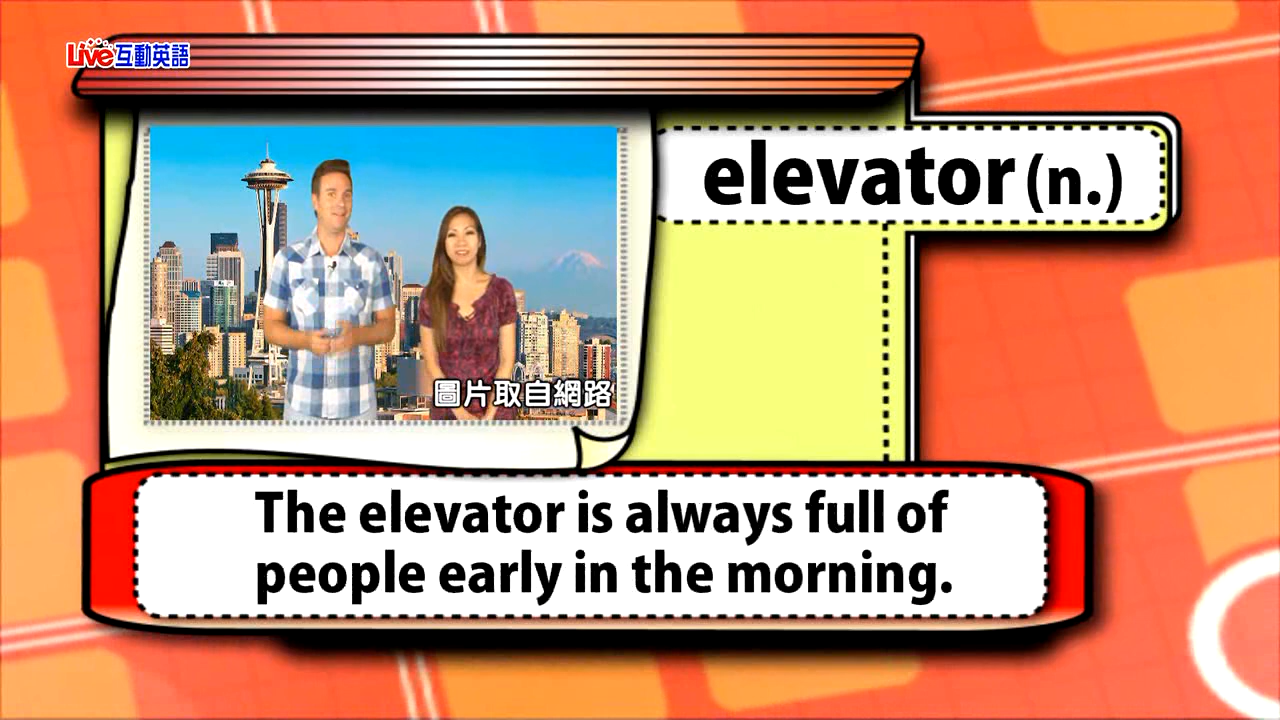 Live互動英語
elevator (n.)
圖片取自網路
The elevator is always full of
people early in the morning.